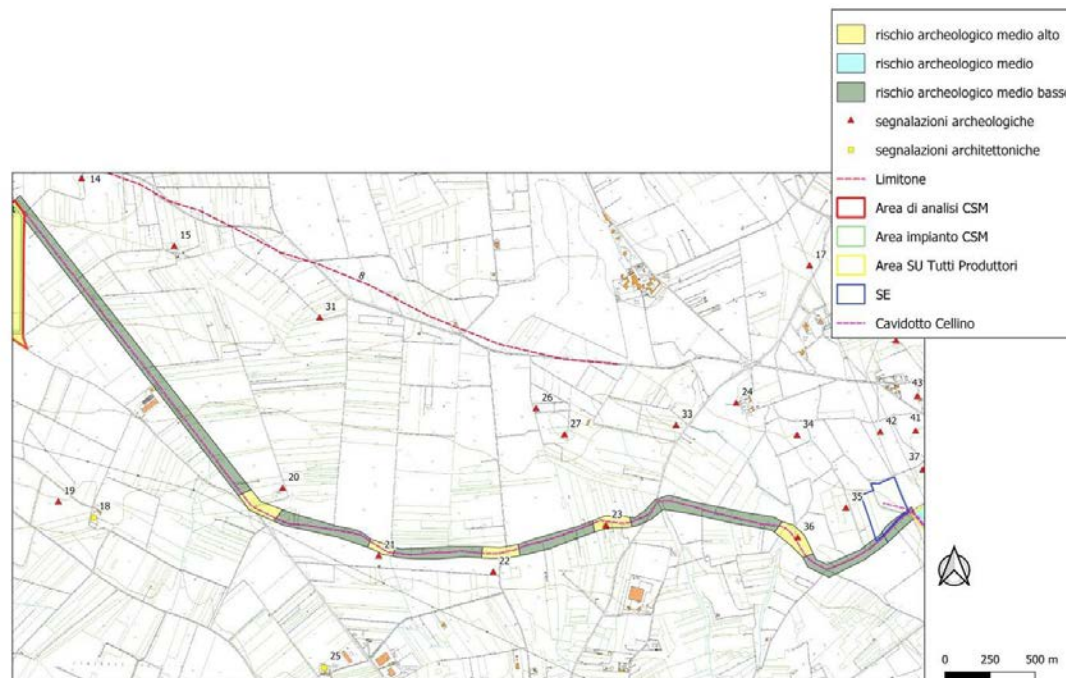 rischio archeologico medio alto
rischio archeologico medio
rischio archeologico medio basso
segnalazioni archeologiche
segnalazioni architettoniche
Limitone
Area di analisi CSM
Area impianto CSM
Area SU Tutti Produttori
SE
Cavidotto Cellino
14
15
8
17
31
43
26
24
27
33
34
42
41
37
20
19
18
35
23
36
21
22
25
0 250 500 m